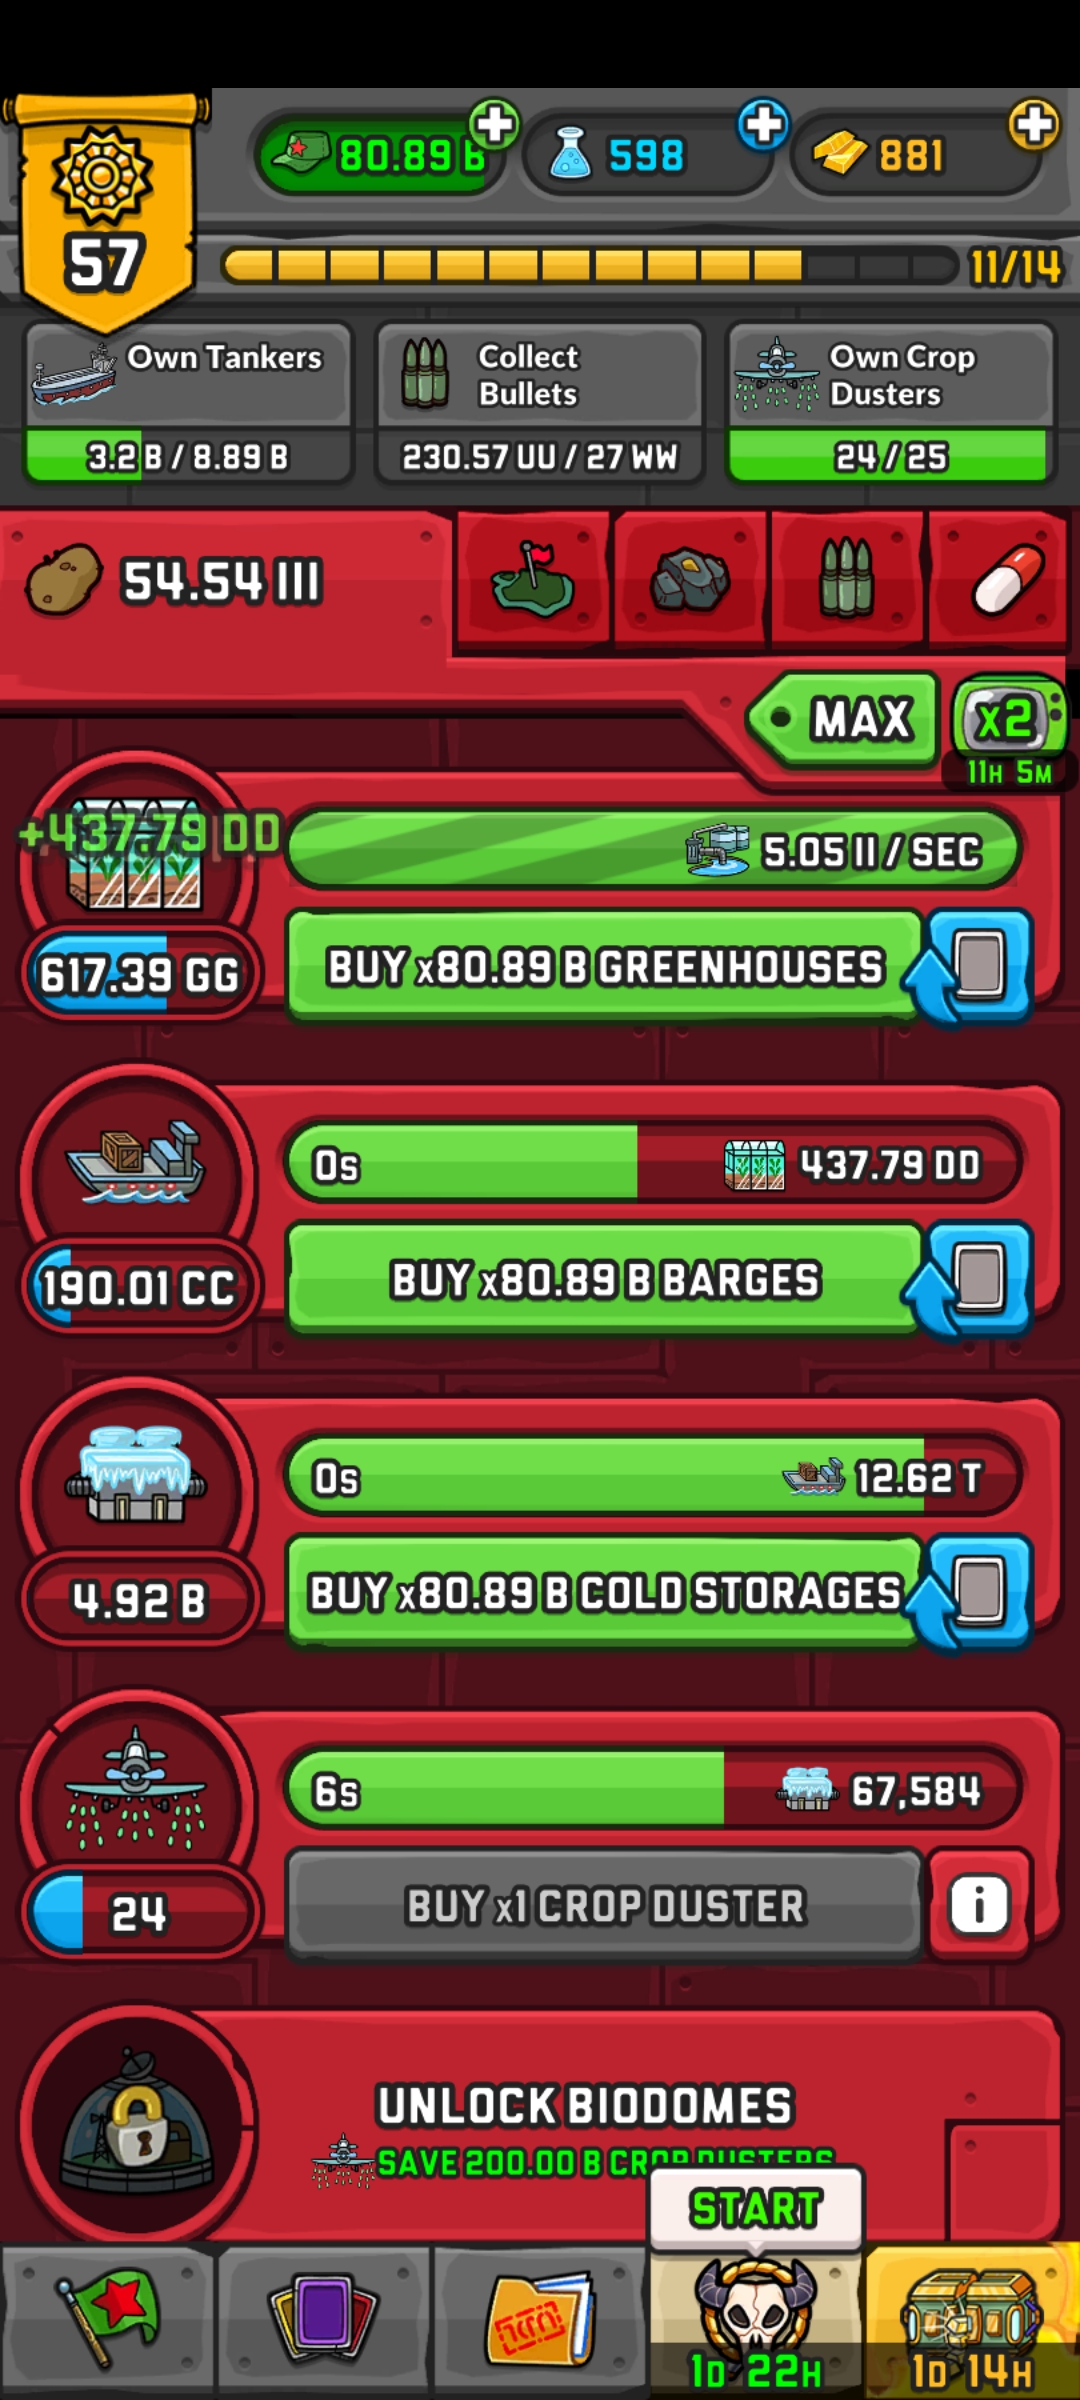 80.89 B
598
881
57
11/14
Own Tankers
3.2 B / 8.89 B
Collect
Bullets
230.57 UU / 27 WW
Own Crop
Dusters
24 / 25
54.54 III
MAX
x2
11H 5M
+437.79 DD
5.05 II / SEC
617.39 GG
BUY x80.89 B GREENHOUSES
0s
437.79 DD
190.01 CC
BUY x80.89 B BARGES
0s
12.62 T
4.92 B
BUY x80.89 B COLD STORAGES
6s
67,584
24
BUY x1 CROP DUSTER
i
UNLOCK BIODOMES
SAVE 200.00 B CROP DUSTERS
START
1D 22H
1D 14H